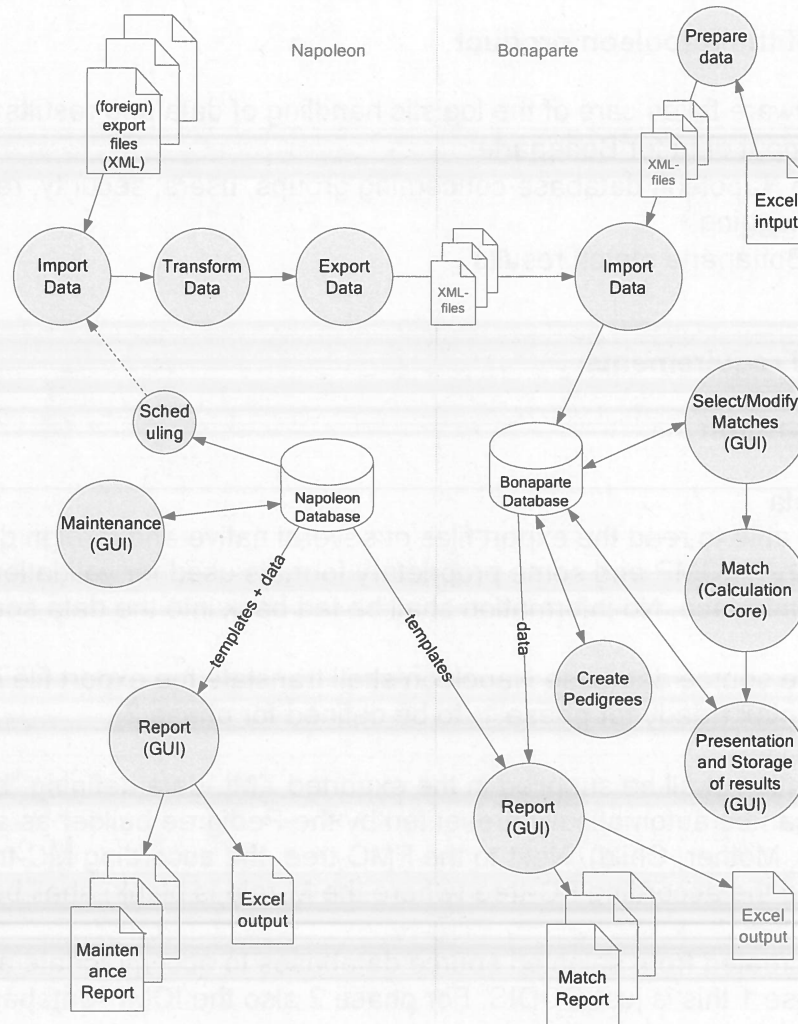 Napoleon
Bonaparte
Prepare
data
(foreign)
export
files
(XML)
XML-
files
Excel
intput
Import
Data
Transform
Data
Export
Data
XML-
files
Import
Data
Sched
uling
Select/Modify
Matches
(GUI)
Napoleon
Database
Bonaparte
Database
Maintenance
(GUI)
Match
(Calculation
Core)
templates + data
templates
data
Create
Pedigrees
Report
(GUI)
Presentation
and Storage
of results
(GUI)
Report
(GUI)
Excel
output
Excel
output
Mainten
ance
Report
Match
Report